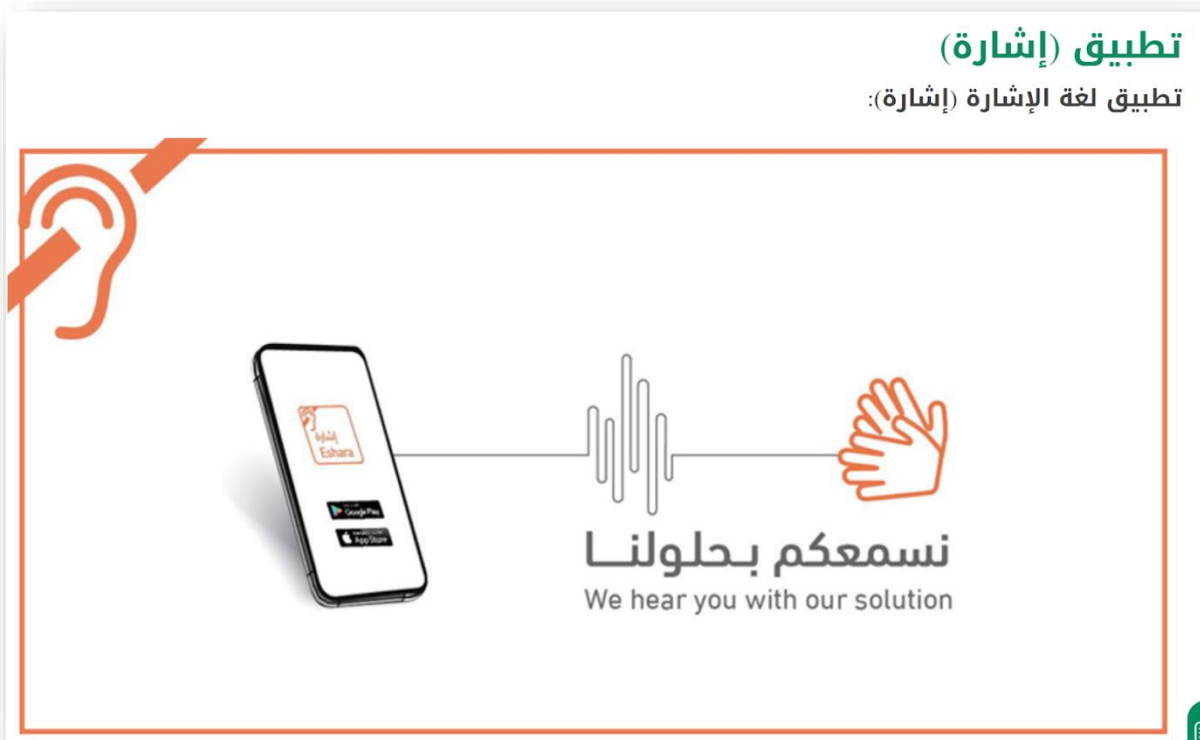 تطبيق (إشارة)
تطبيق لغة الإشارة (إشارة):
إشارة
Eshara
Google Play
App Store
نسمعكم بـحلولنــا
We hear you with our solution